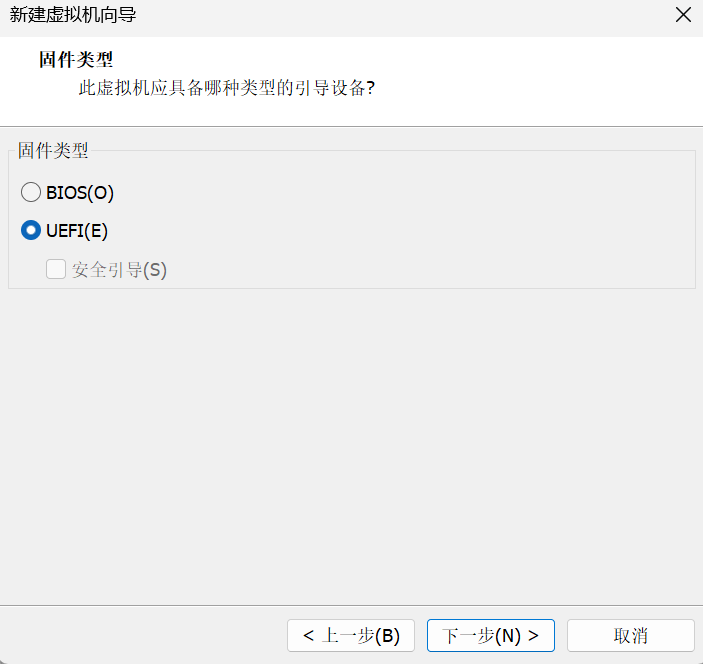 新建虚拟机向导
固件类型
此虚拟机应具备哪种类型的引导设备?
固件类型
BIOS(O)
UEFI(E)
安全引导(S)
< 上一步(B)
下一步(N) >
取消